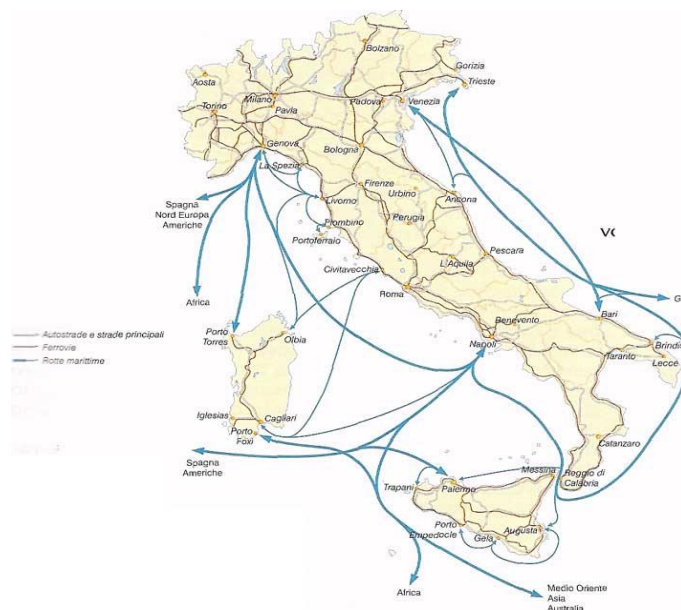 Bolzano
Gorizia
Trieste
Aosta
Milano
Padova
Venezia
Torino
Pavia
Genova
Bologna
La Spezia
Firenze
Urbino
Ancona
Livorno
Spagna
Nord Europa
Americhe
Piombino
Perugia
Portoferraio
VC
Pescara
L'Aquila
Civitavecchia
Roma
Africa
G
Bari
Autostrade e strade principali
Ferrovie
Rotte marittime
Porto
Torres
Olbia
Benevento
Napoli
Taranto
Brindis
Lecce
Iglesias
Cagliari
Porto
Foxi
Catanzaro
Spagna
Americhe
Messina
Reggio di
Calabria
Trapani
Palermo
Porto
Empedocle
Gela
Augusta
Africa
Medio Oriente
Asia
Australia